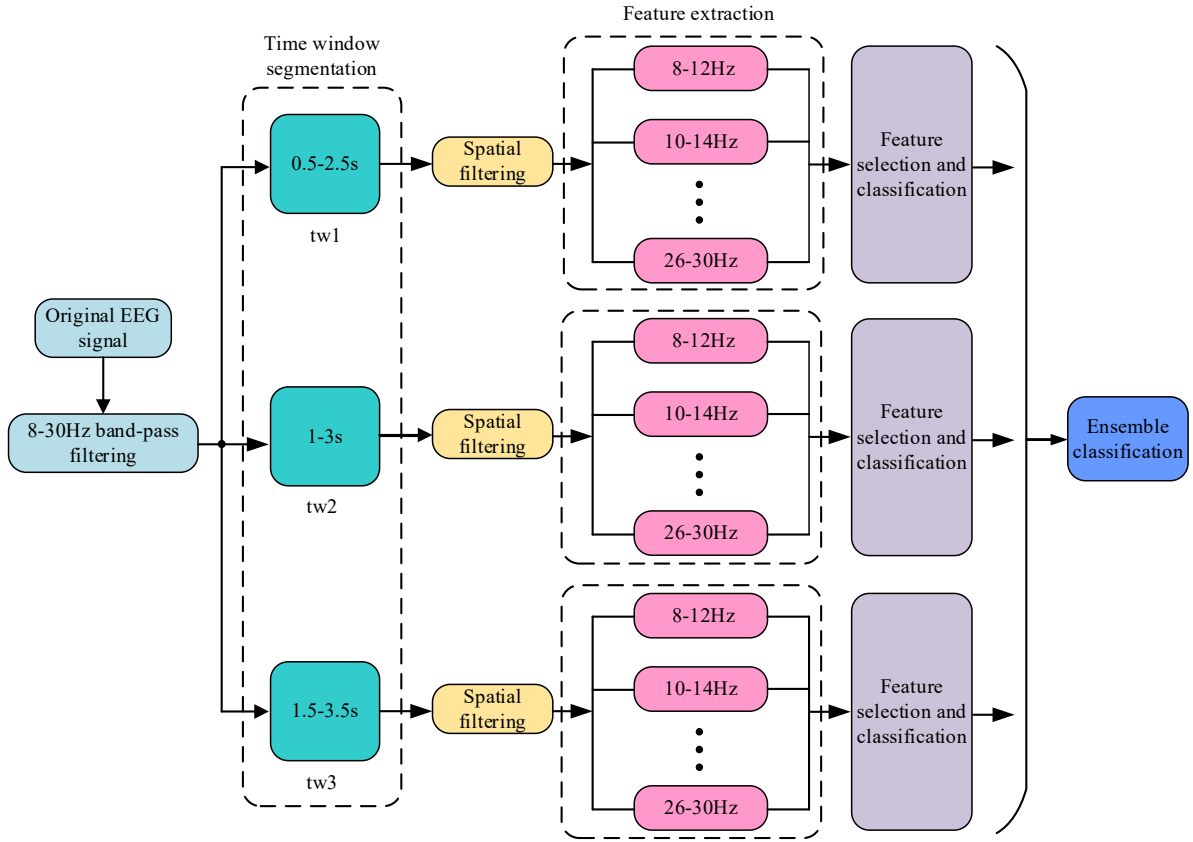 Feature extraction
Time window
segmentation
Original EEG
signal
8-30Hz band-pass
filtering
0.5-2.5s
tw1
Spatial
filtering
8-12Hz
10-14Hz
26-30Hz
Feature
selection and
classification
1-3s
tw2
Spatial
filtering
8-12Hz
10-14Hz
26-30Hz
Feature
selection and
classification
1.5-3.5s
tw3
Spatial
filtering
8-12Hz
10-14Hz
26-30Hz
Feature
selection and
classification
Ensemble
classification